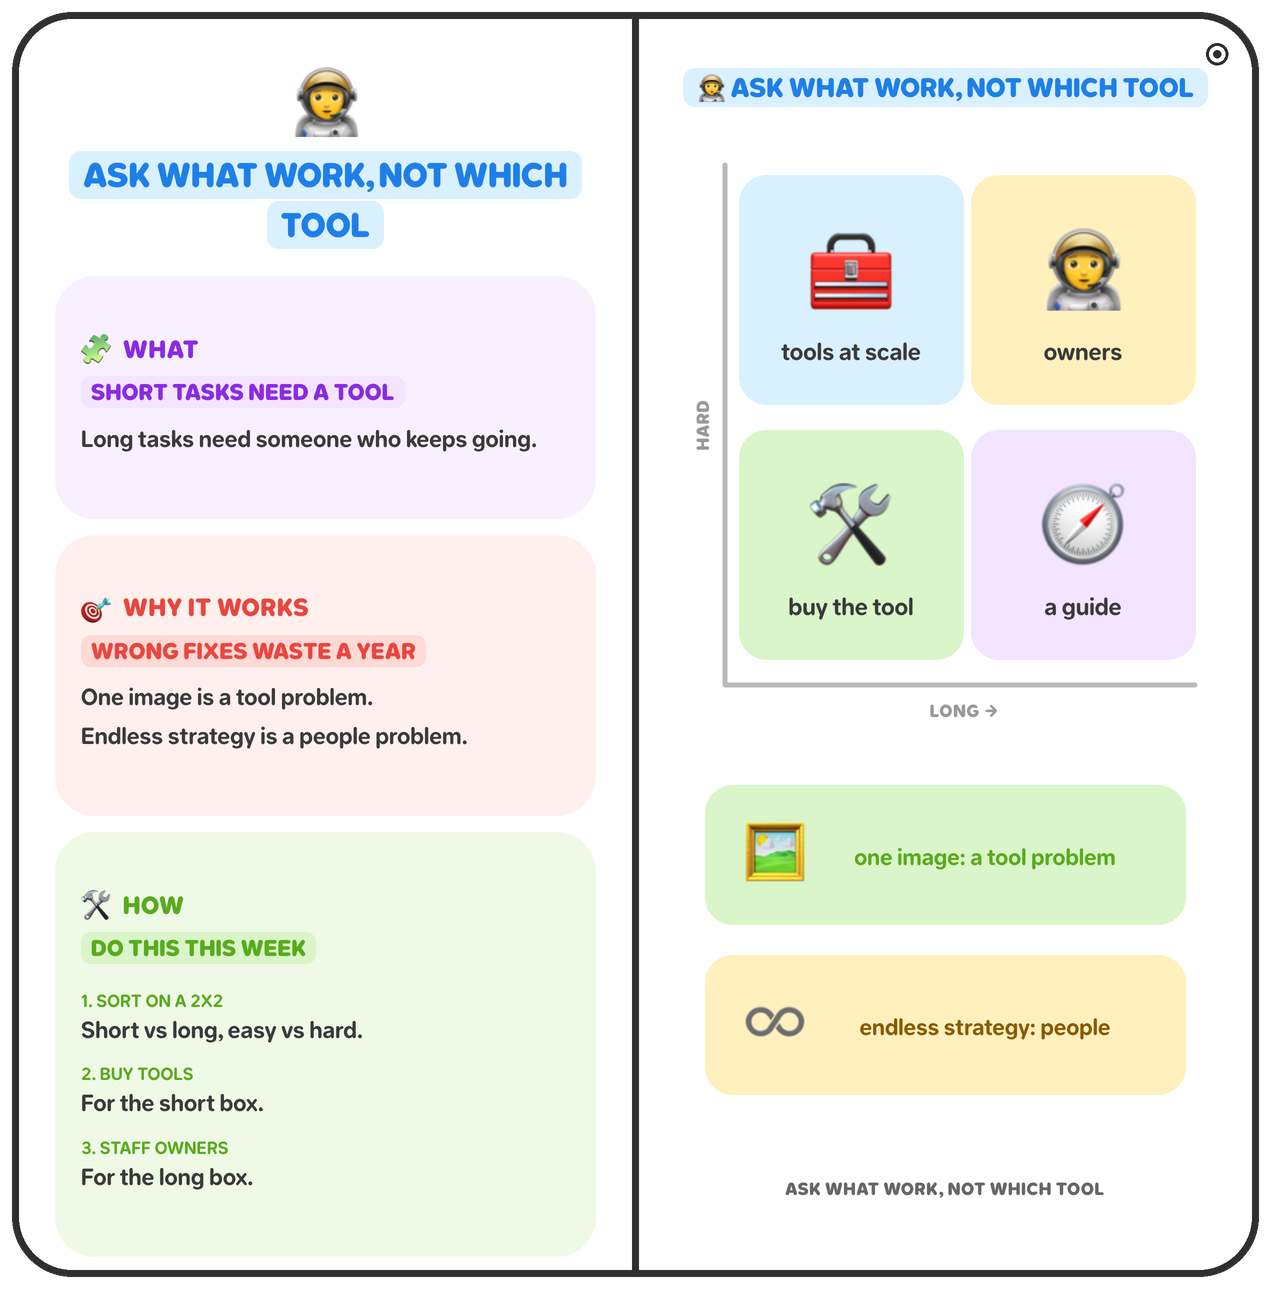 ASK WHAT WORK, NOT WHICH
TOOL
WHAT
SHORT TASKS NEED A TOOL
Long tasks need someone who keeps going.
WHY IT WORKS
WRONG FIXES WASTE A YEAR
One image is a tool problem.
Endless strategy is a people problem.
HOW
DO THIS THIS WEEK
1. SORT ON A 2X2
Short vs long, easy vs hard.
2. BUY TOOLS
For the short box.
3. STAFF OWNERS
For the long box.
ASK WHAT WORK, NOT WHICH TOOL
tools at scale
owners
HARD
buy the tool
a guide
LONG →
one image: a tool problem
endless strategy: people
ASK WHAT WORK, NOT WHICH TOOL